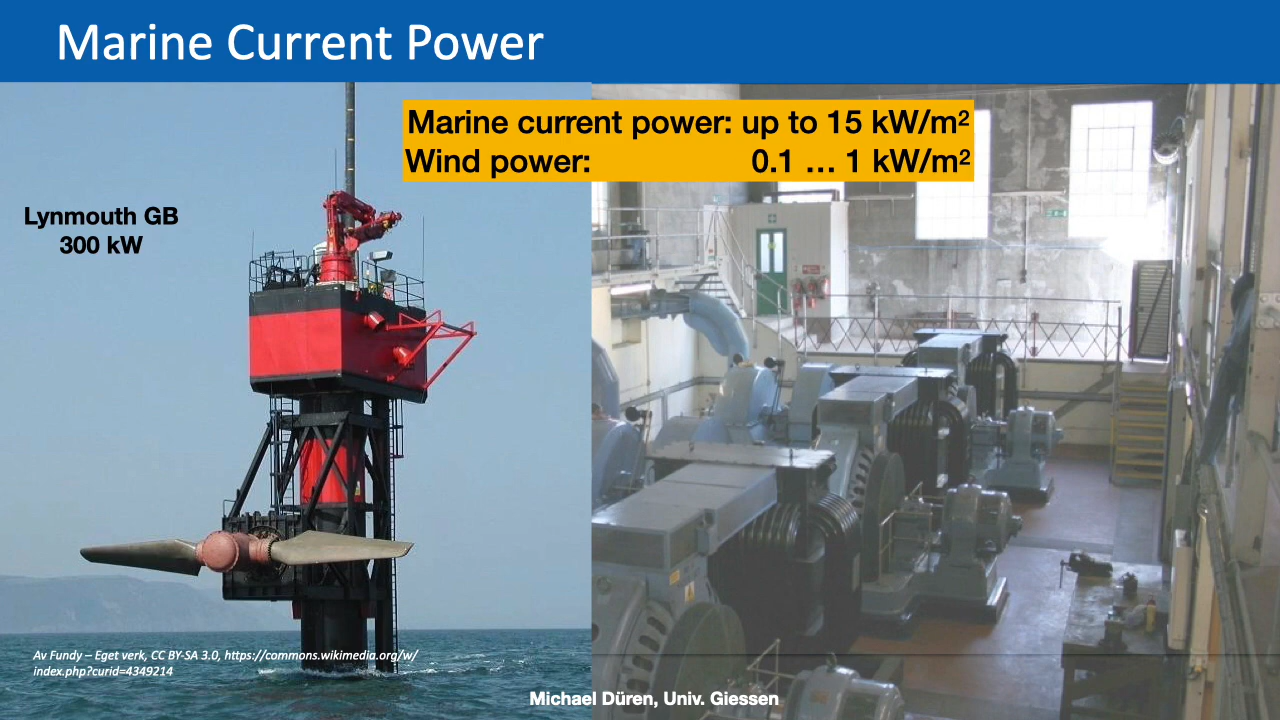 Marine Current Power
Marine current power: up to 15 kW/m²
Wind power: 0.1 … 1 kW/m²
Lynmouth GB
300 kW
Av Fundy – Eget verk, CC BY-SA 3.0, https://commons.wikimedia.org/w/
index.php?curid=4349214
Michael Düren, Univ. Giessen